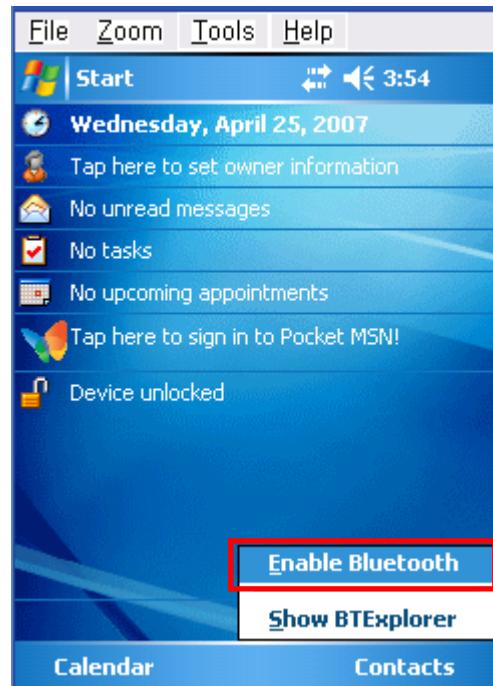 File Zoom Tools Help
Start 3:54
Wednesday, April 25, 2007
Tap here to set owner information
No unread messages
No tasks
No upcoming appointments
Tap here to sign in to Pocket MSN!
Device unlocked
Enable Bluetooth
Show BTExplorer
Calendar Contacts